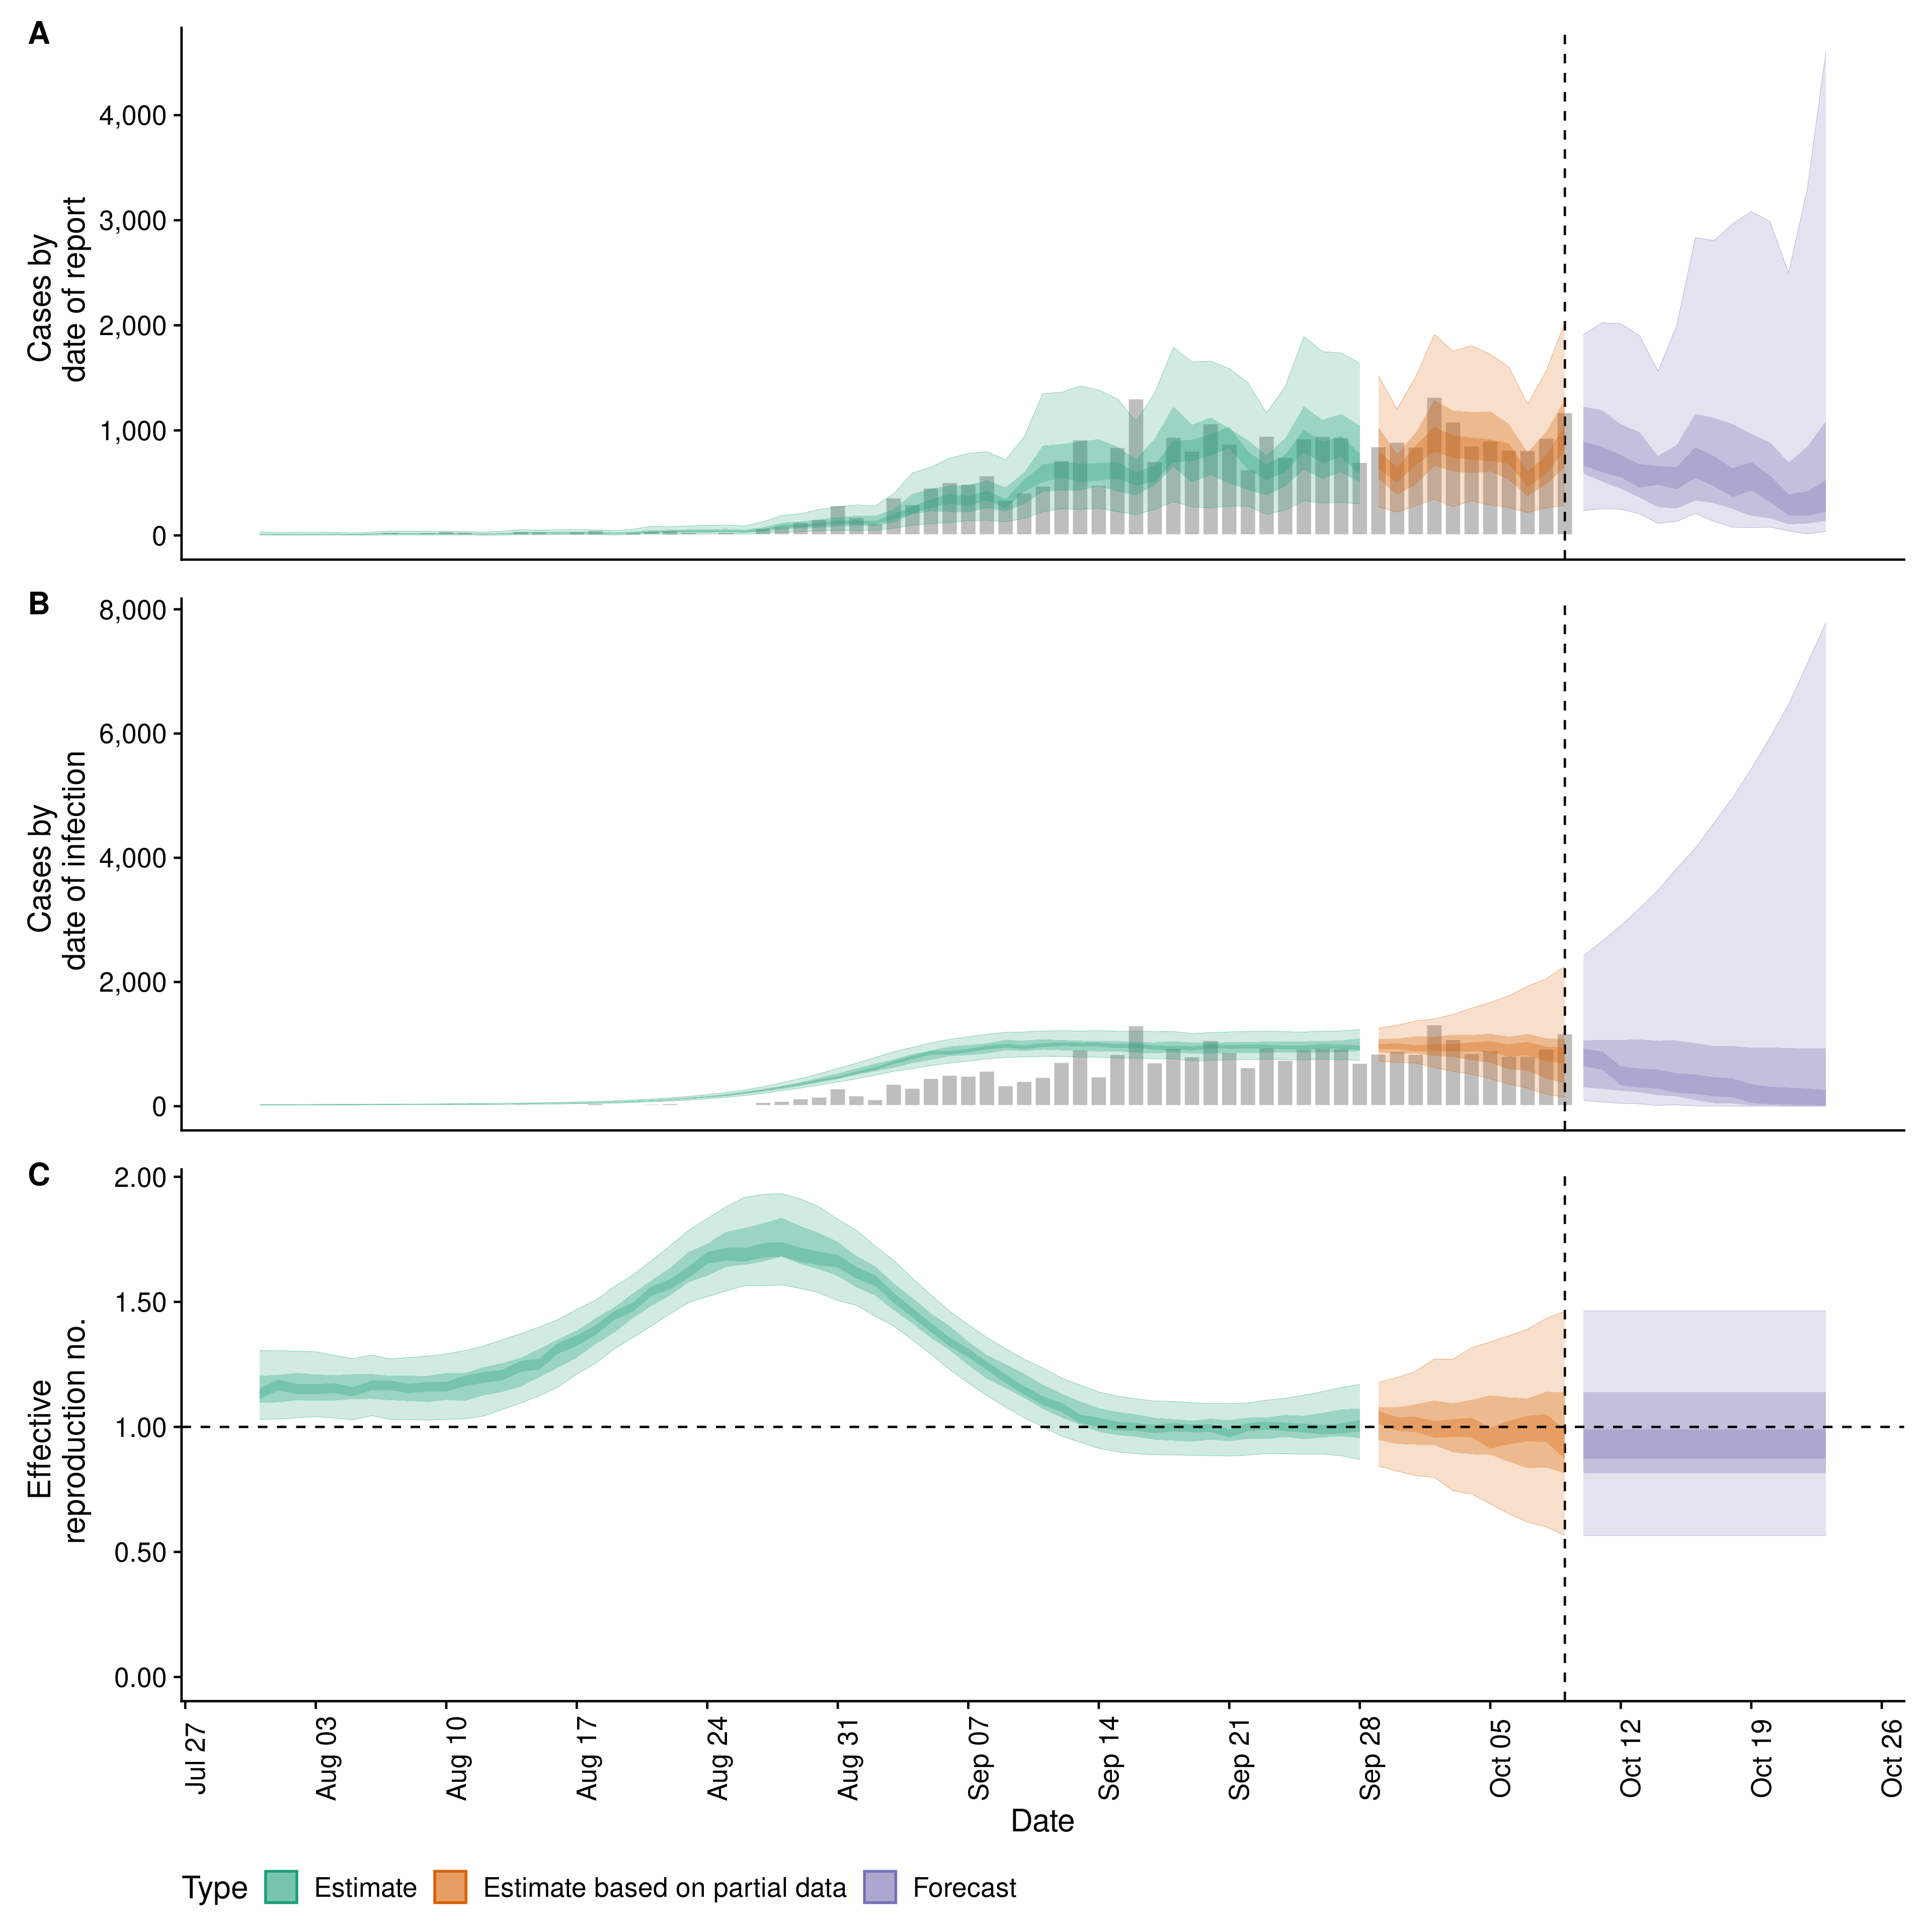 A
Cases by
date of report
4,000
3,000
2,000
1,000
0
B
Cases by
date of infection
8,000
6,000
4,000
2,000
0
C
Effective
reproduction no.
2.00
1.50
1.00
0.50
0.00
Jul 27
Aug 03
Aug 10
Aug 17
Aug 24
Aug 31
Sep 07
Sep 14
Sep 21
Sep 28
Oct 05
Oct 12
Oct 19
Oct 26
Date
Type Estimate Estimate based on partial data Forecast